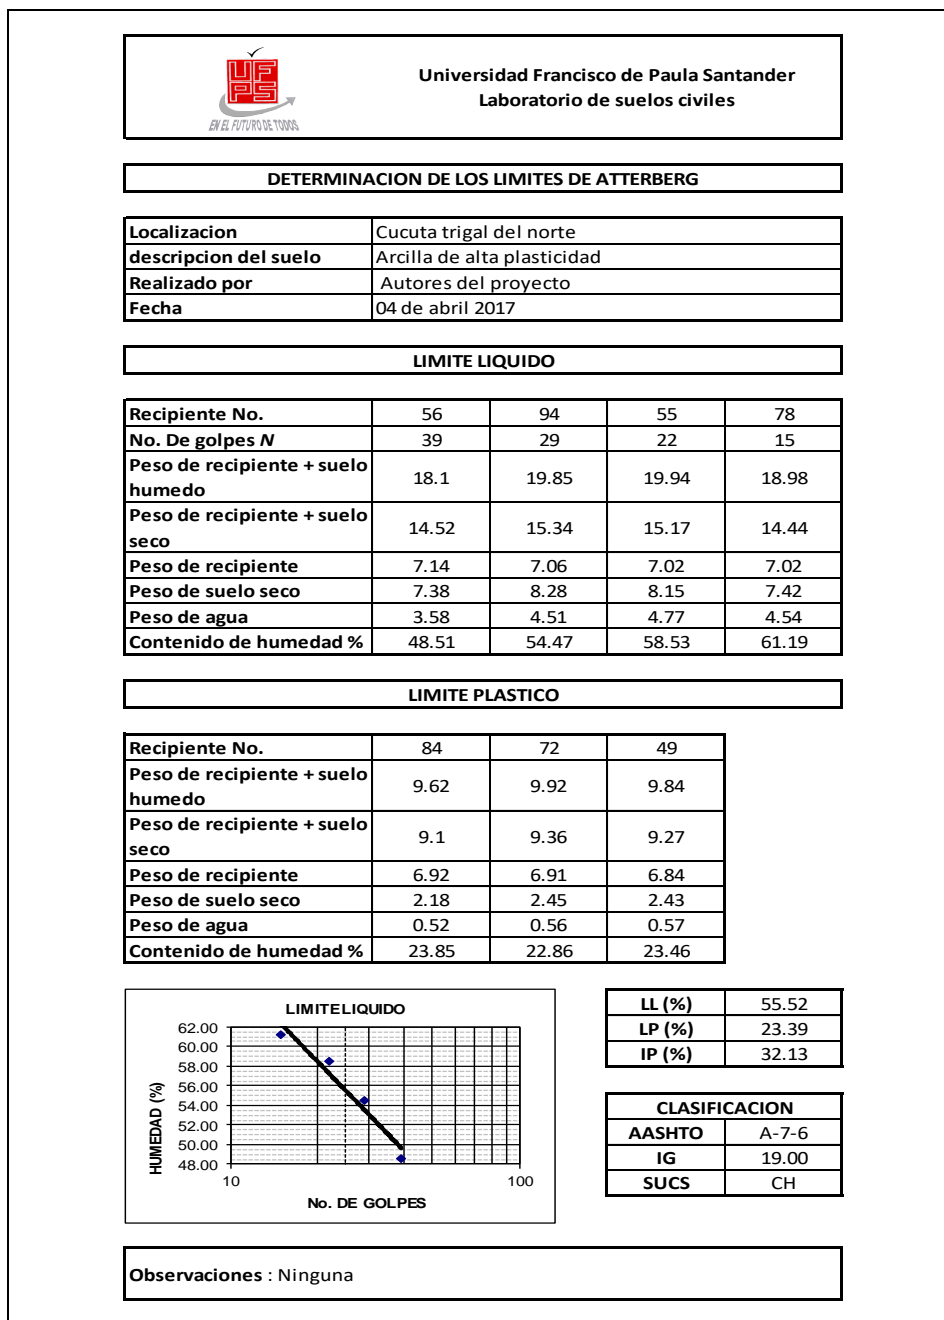 UFPS
EN EL FUTURO DE TODOS
Universidad Francisco de Paula Santander
Laboratorio de suelos civiles
DETERMINACION DE LOS LIMITES DE ATTERBERG
Localizacion Cucuta trigal del norte
descripcion del suelo Arcilla de alta plasticidad
Realizado por Autores del proyecto
Fecha 04 de abril 2017
LIMITE LIQUIDO
Recipiente No. 56 94 55 78
No. De golpes N 39 29 22 15
Peso de recipiente + suelo
humedo 18.1 19.85 19.94 18.98
Peso de recipiente + suelo
seco 14.52 15.34 15.17 14.44
Peso de recipiente 7.14 7.06 7.02 7.02
Peso de suelo seco 7.38 8.28 8.15 7.42
Peso de agua 3.58 4.51 4.77 4.54
Contenido de humedad % 48.51 54.47 58.53 61.19
LIMITE PLASTICO
Recipiente No. 84 72 49
Peso de recipiente + suelo
humedo 9.62 9.92 9.84
Peso de recipiente + suelo
seco 9.1 9.36 9.27
Peso de recipiente 6.92 6.91 6.84
Peso de suelo seco 2.18 2.45 2.43
Peso de agua 0.52 0.56 0.57
Contenido de humedad % 23.85 22.86 23.46
LIMITE LIQUIDO
HUMEDAD (%)
62.00
60.00
58.00
56.00
54.00
52.00
50.00
48.00
10 100
No. DE GOLPES
LL (%) 55.52
LP (%) 23.39
IP (%) 32.13
CLASIFICACION
AASHTO A-7-6
IG 19.00
SUCS CH
Observaciones : Ninguna